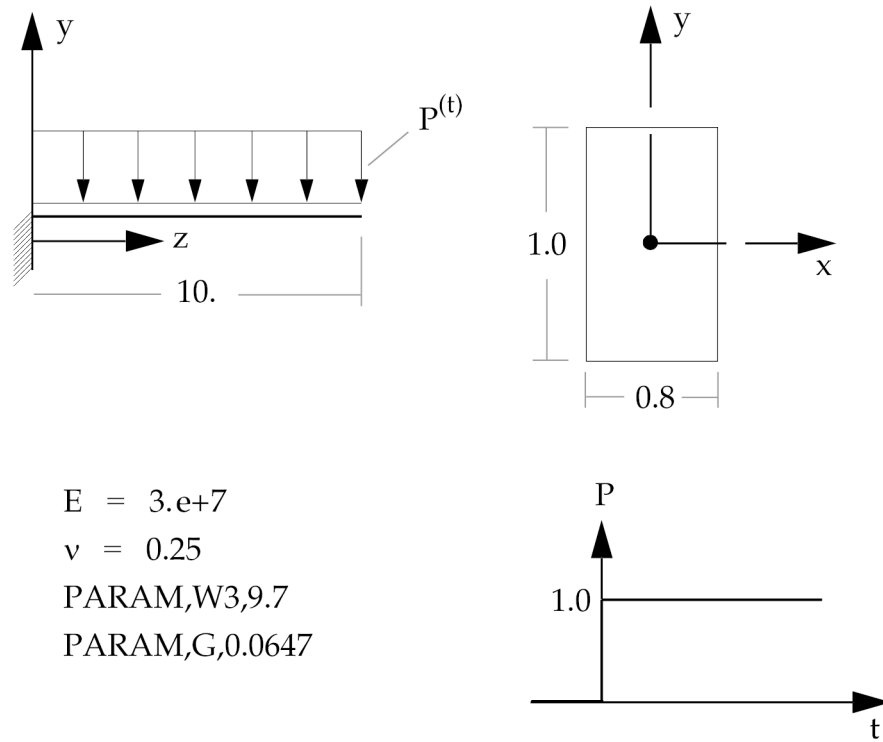 y
P(t)
z
10.
y
1.0
x
0.8
E = 3.e+7
ν = 0.25
PARAM,W3,9.7
PARAM,G,0.0647
P
1.0
t